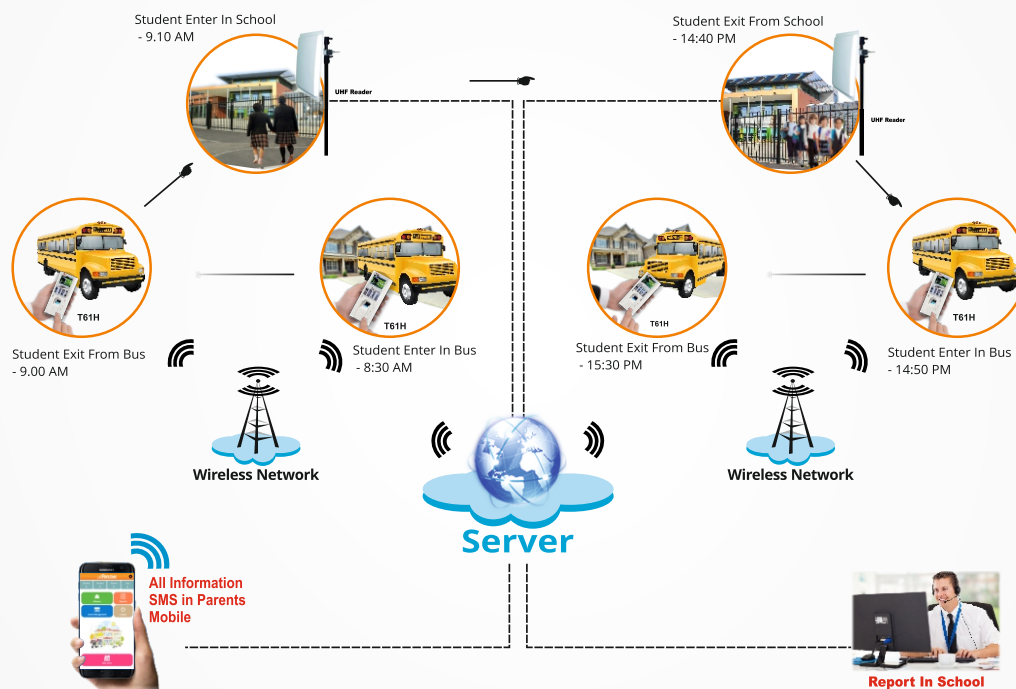 Student Enter In School
- 9.10 AM
UHF Reader
Student Exit From School
- 14:40 PM
UHF Reader
T61H
Student Exit From Bus
- 9.00 AM
T61H
Student Enter In Bus
- 8:30 AM
T61H
Student Exit From Bus
- 15:30 PM
T61H
Student Enter In Bus
- 14:50 PM
Wireless Network
Wireless Network
Server
All Information
SMS in Parents
Mobile
Report In School